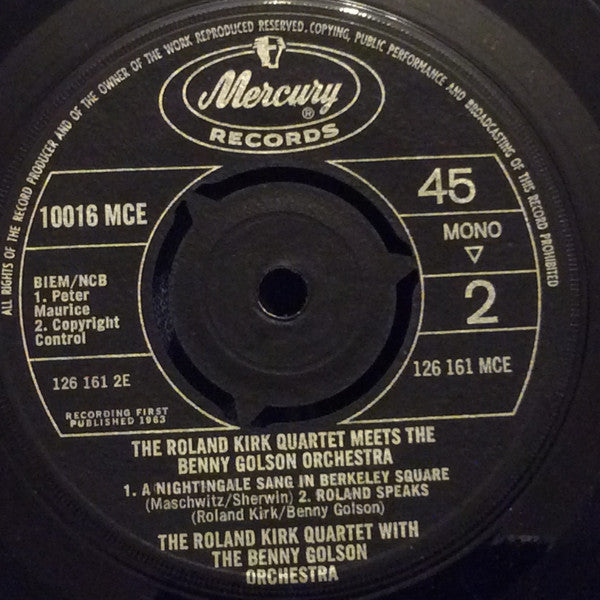 ALL RIGHTS OF THE RECORD PRODUCER AND OF THE OWNER OF THE WORK REPRODUCED RESERVED. COPYING, PUBLIC PERFORMANCE AND BROADCASTING OF THIS RECORD PROHIBITED
Mercury
®
RECORDS
10016 MCE
45
MONO
2
BIEM/NCB
1. Peter
Maurice
2. Copyright
Control
126 161 2E
126 161 MCE
RECORDING FIRST
PUBLISHED 1963
THE ROLAND KIRK QUARTET MEETS THE
BENNY GOLSON ORCHESTRA
1. A NIGHTINGALE SANG IN BERKELEY SQUARE
(Maschwitz/Sherwin) 2. ROLAND SPEAKS
(Roland Kirk/Benny Golson)
THE ROLAND KIRK QUARTET WITH
THE BENNY GOLSON
ORCHESTRA